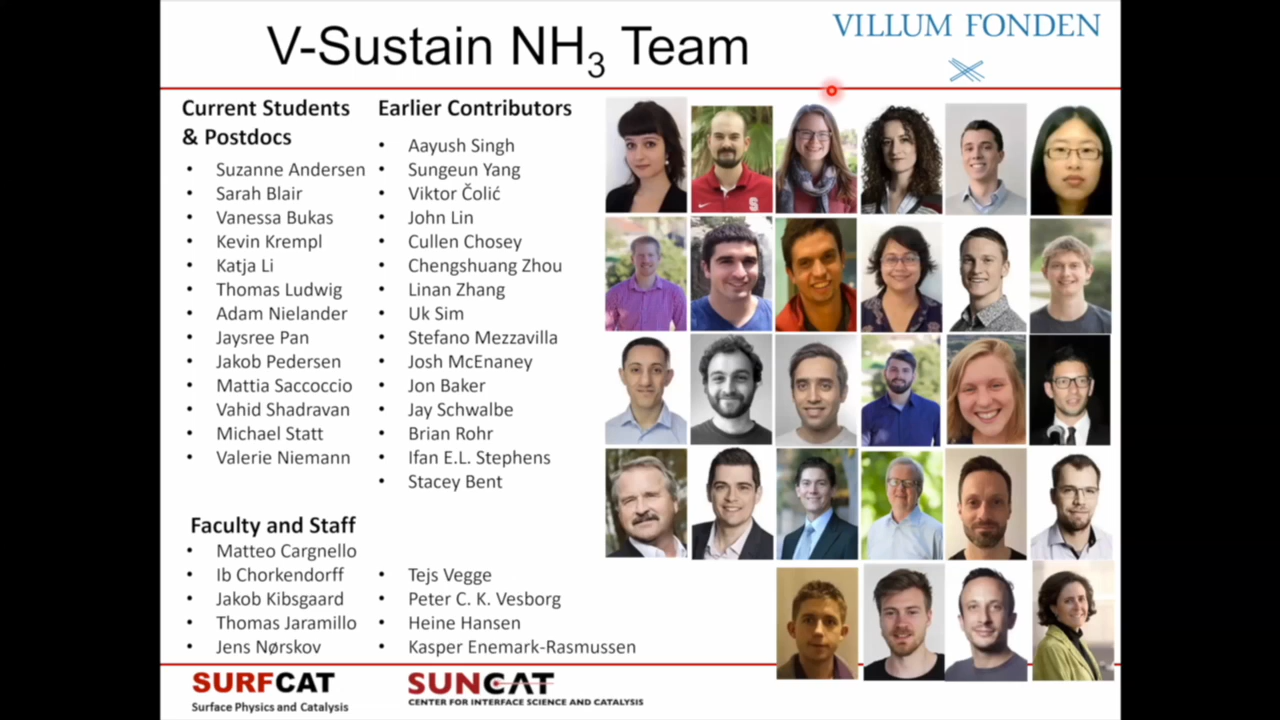 V-Sustain NH3 Team
VILLUM FONDEN
Current Students
& Postdocs
• Suzanne Andersen
• Sarah Blair
• Vanessa Bukas
• Kevin Krempl
• Katja Li
• Thomas Ludwig
• Adam Nielander
• Jaysree Pan
• Jakob Pedersen
• Mattia Saccoccio
• Vahid Shadravan
• Michael Statt
• Valerie Niemann
Earlier Contributors
• Aayush Singh
• Sungeun Yang
• Viktor Čolić
• John Lin
• Cullen Chosey
• Chengshuang Zhou
• Linan Zhang
• Uk Sim
• Stefano Mezzavilla
• Josh McEnaney
• Jon Baker
• Jay Schwalbe
• Brian Rohr
• Ifan E.L. Stephens
• Stacey Bent
Faculty and Staff
• Matteo Cargnello
• Ib Chorkendorff
• Jakob Kibsgaard
• Thomas Jaramillo
• Jens Nørskov
• Tejs Vegge
• Peter C. K. Vesborg
• Heine Hansen
• Kasper Enemark-Rasmussen
SURFCAT
Surface Physics and Catalysis
SUNCAT
CENTER FOR INTERFACE SCIENCE AND CATALYSIS
S